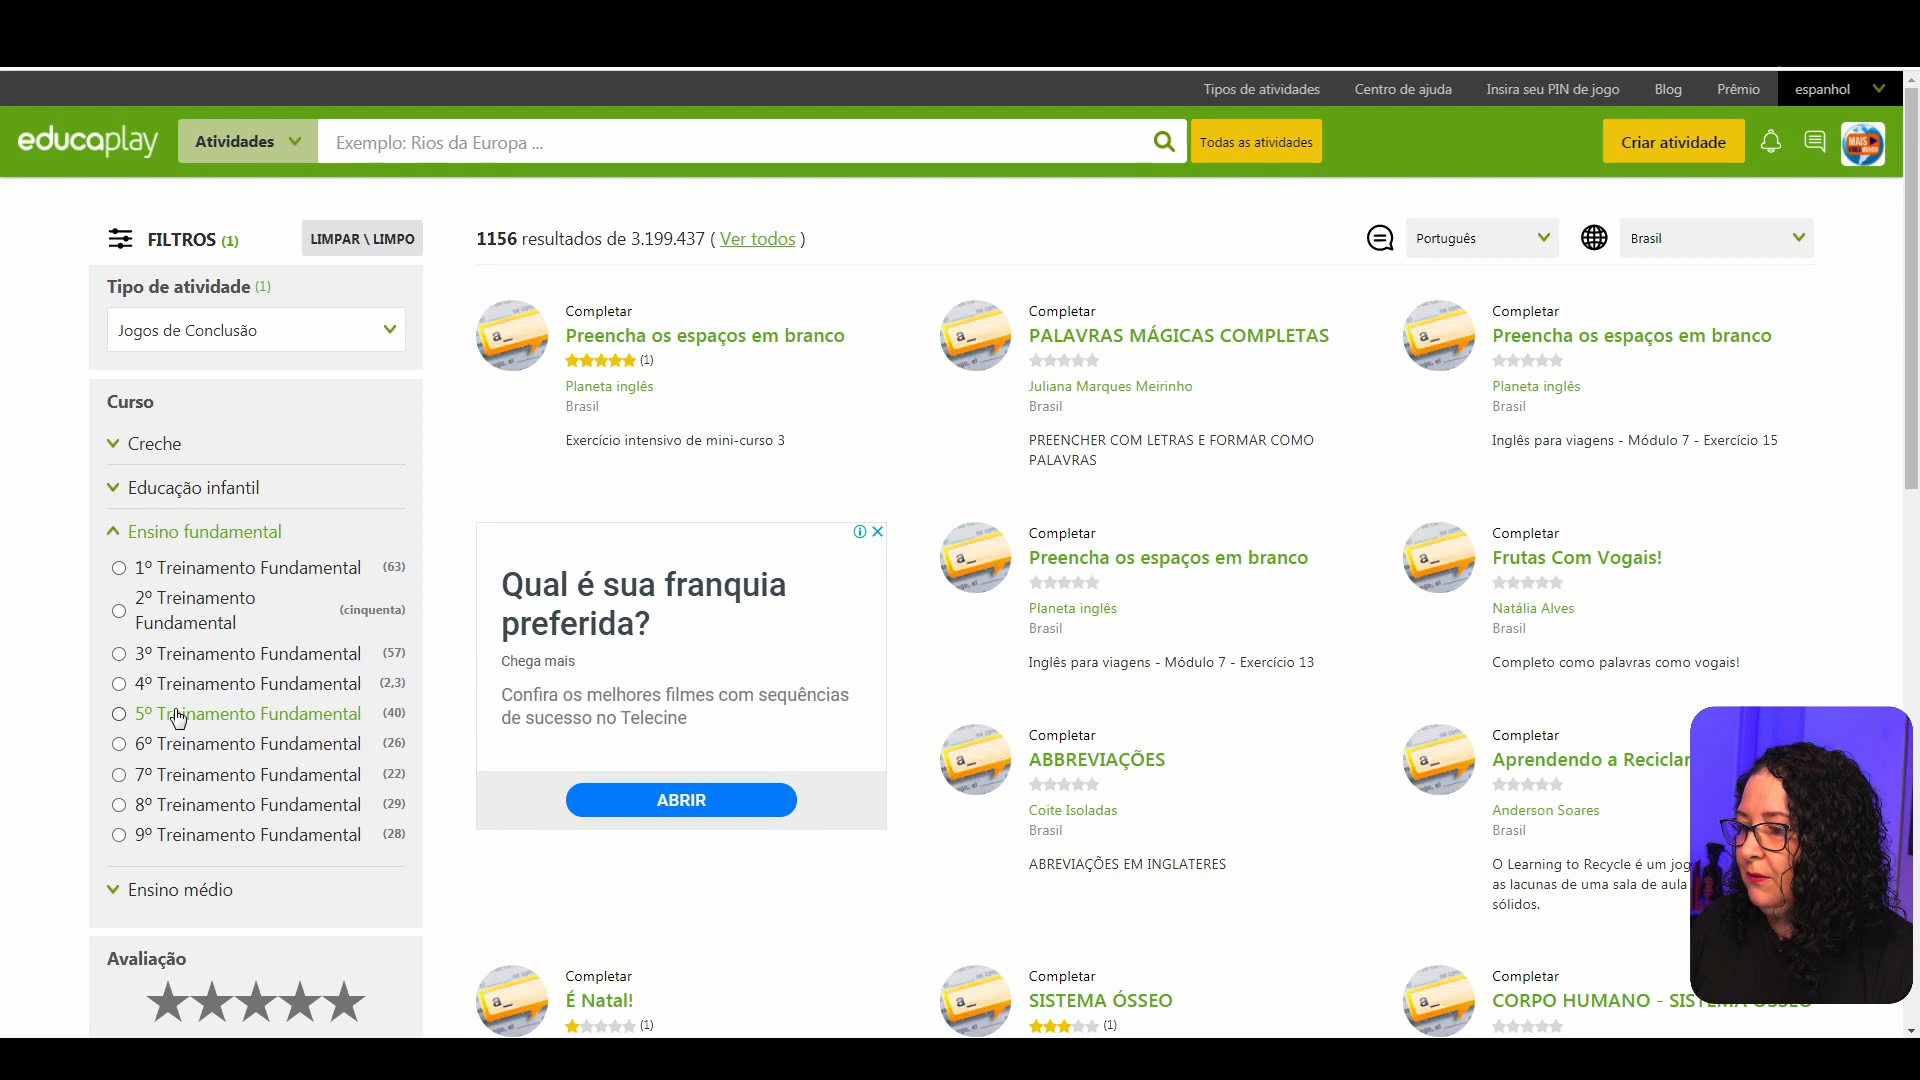 Tipos de atividades
Centro de ajuda
Insira seu PIN de jogo
Blog
Prêmio
espanhol
educaplay
Atividades
Exemplo: Rios da Europa ...
Todas as atividades
Criar atividade
MAIS
FILTROS (1)
LIMPAR \ LIMPO
1156 resultados de 3.199.437 ( Ver todos )
Português
Brasil
Tipo de atividade (1)
Jogos de Conclusão
Curso
Creche
Educação infantil
Ensino fundamental
1º Treinamento Fundamental (63)
2º Treinamento
Fundamental (cinquenta)
3º Treinamento Fundamental (57)
4º Treinamento Fundamental (2,3)
5º Treinamento Fundamental (40)
6º Treinamento Fundamental (26)
7º Treinamento Fundamental (22)
8º Treinamento Fundamental (29)
9º Treinamento Fundamental (28)
Ensino médio
Avaliação
Completar
Preencha os espaços em branco
(1)
Planeta inglês
Brasil
Exercício intensivo de mini-curso 3
Completar
PALAVRAS MÁGICAS COMPLETAS
Juliana Marques Meirinho
Brasil
PREENCHER COM LETRAS E FORMAR COMO
PALAVRAS
Completar
Preencha os espaços em branco
Planeta inglês
Brasil
Inglês para viagens - Módulo 7 - Exercício 15
Qual é sua franquia
preferida?
Chega mais
Confira os melhores filmes com sequências
de sucesso no Telecine
ABRIR
Completar
Preencha os espaços em branco
Planeta inglês
Brasil
Inglês para viagens - Módulo 7 - Exercício 13
Completar
Frutas Com Vogais!
Natália Alves
Brasil
Completo como palavras como vogais!
Completar
ABBREVIAÇÕES
Coite Isoladas
Brasil
ABREVIAÇÕES EM INGLATERES
Completar
Aprendendo a Reciclar
Anderson Soares
Brasil
O Learning to Recycle é um jog
as lacunas de uma sala de aula
sólidos.
Completar
É Natal!
(1)
Completar
SISTEMA ÓSSEO
(1)
Completar
CORPO HUMANO - SISTEMA ÓSSEO